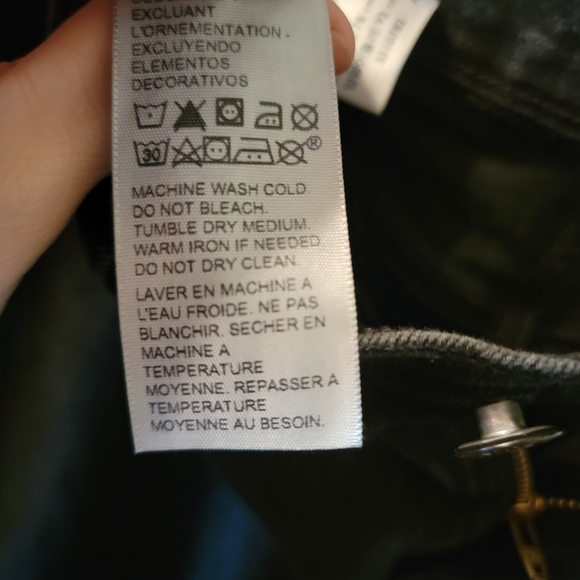 EXCLUANT
L'ORNEMENTATION.
EXCLUYENDO
ELEMENTOS
DECORATIVOS
30
®
MACHINE WASH COLD.
DO NOT BLEACH.
TUMBLE DRY MEDIUM.
WARM IRON IF NEEDED
DO NOT DRY CLEAN.
LAVER EN MACHINE A
L'EAU FROIDE. NE PAS
BLANCHIR. SECHER EN
MACHINE A
TEMPERATURE
MOYENNE. REPASSER A
TEMPERATURE
MOYENNE AU BESOIN.